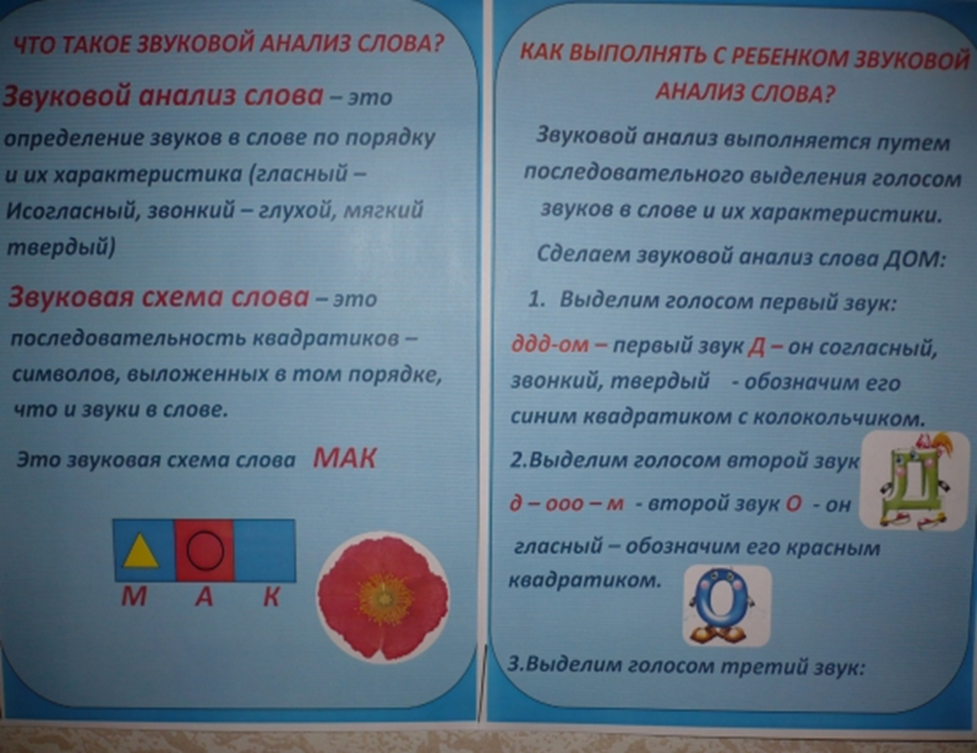 ЧТО ТАКОЕ ЗВУКОВОЙ АНАЛИЗ СЛОВА?
Звуковой анализ слова – это
определение звуков в слове по порядку
и их характеристика (гласный –
Исогласный, звонкий – глухой, мягкий
твердый)
Звуковая схема слова – это
последовательность квадратиков –
символов, выложенных в том порядке,
что и звуки в слове.
Это звуковая схема слова МАК
М А К
КАК ВЫПОЛНЯТЬ С РЕБЕНКОМ ЗВУКОВОЙ
АНАЛИЗ СЛОВА?
Звуковой анализ выполняется путем
последовательного выделения голосом
звуков в слове и их характеристики.
Сделаем звуковой анализ слова ДОМ:
1. Выделим голосом первый звук:
ддд-ом – первый звук Д – он согласный,
звонкий, твердый - обозначим его
синим квадратиком с колокольчиком.
2.Выделим голосом второй звук
Д
д – ооо – м - второй звук О - он
гласный – обозначим его красным
квадратиком.
О
3.Выделим голосом третий звук: